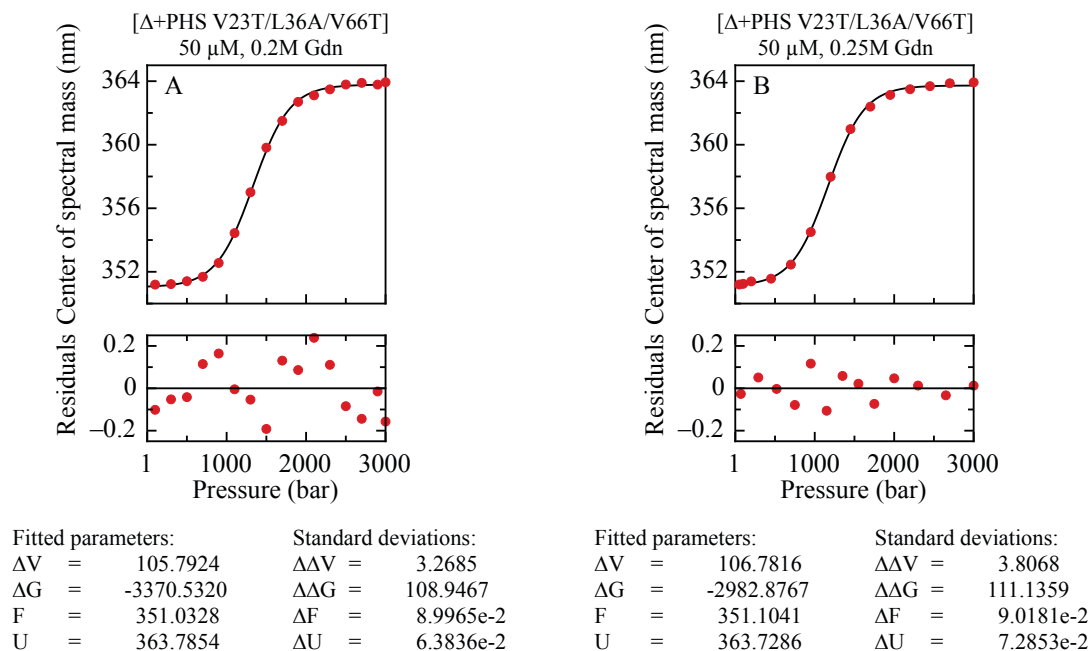 [Δ+PHS V23T/L36A/V66T]
50 µM, 0.2M Gdn
A
Center of spectral mass (nm)
364
360
356
352
Residuals
0.2
0
–0.2
1 1000 2000 3000
Pressure (bar)
Fitted parameters: Standard deviations:
ΔV = 105.7924 ΔΔV = 3.2685
ΔG = -3370.5320 ΔΔG = 108.9467
F = 351.0328 ΔF = 8.9965e-2
U = 363.7854 ΔU = 6.3836e-2
[Δ+PHS V23T/L36A/V66T]
50 µM, 0.25M Gdn
B
Center of spectral mass (nm)
364
360
356
352
Residuals
0.2
0
–0.2
1 1000 2000 3000
Pressure (bar)
Fitted parameters: Standard deviations:
ΔV = 106.7816 ΔΔV = 3.8068
ΔG = -2982.8767 ΔΔG = 111.1359
F = 351.1041 ΔF = 9.0181e-2
U = 363.7286 ΔU = 7.2853e-2